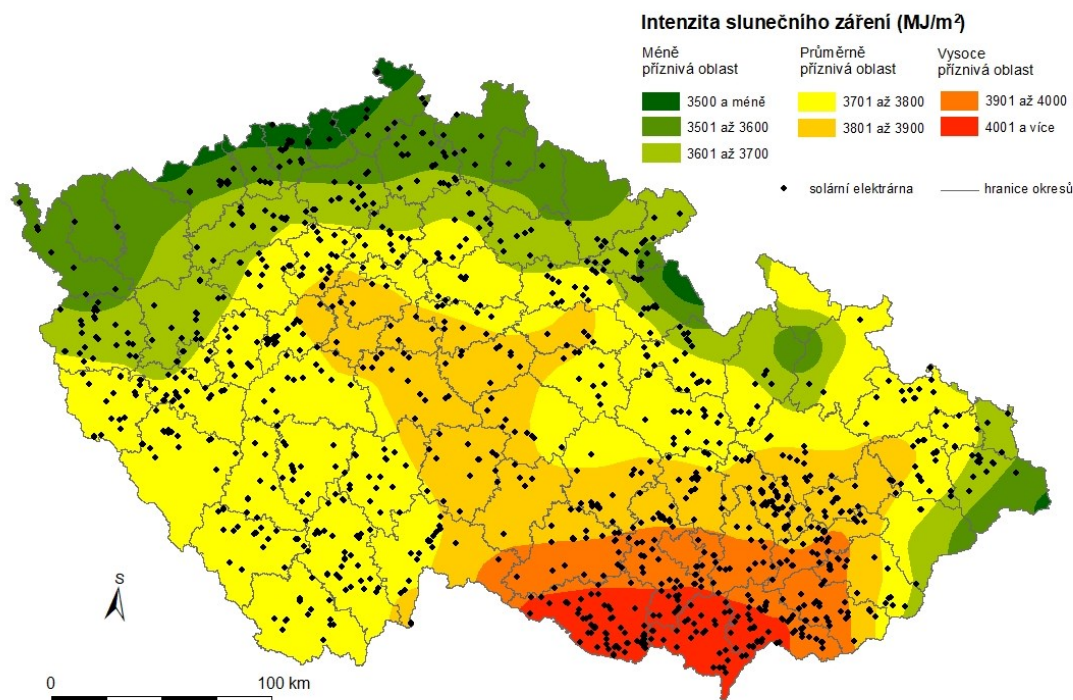 Intenzita slunečního záření (MJ/m²)
Méně
příznivá oblast
3500 a méně
3501 až 3600
3601 až 3700
Průměrně
příznivá oblast
3701 až 3800
3801 až 3900
Vysoce
příznivá oblast
3901 až 4000
4001 a více
solární elektrárna
hranice okresů
S
0
100 km